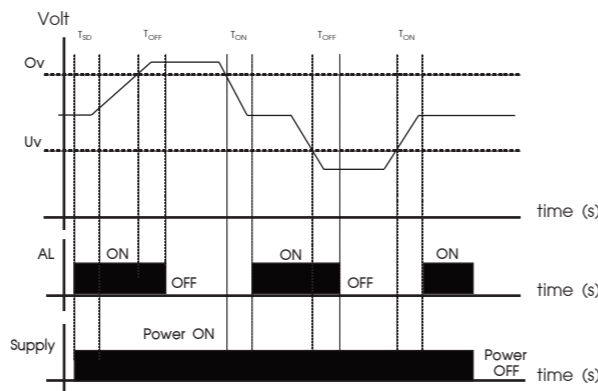 Volt
TSD TOFF TON TOFF TON
Ov
Uv
time (s)
AL ON OFF ON OFF ON
time (s)
Supply Power ON Power OFF
time (s)